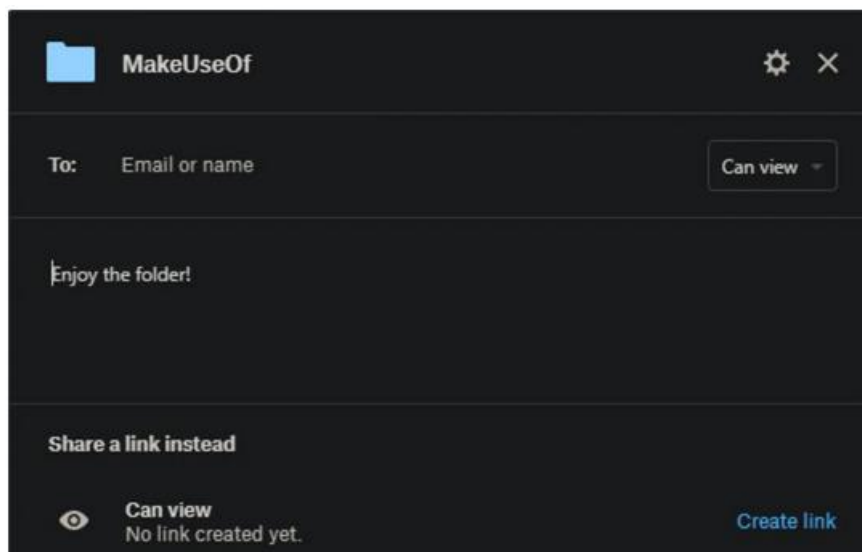 MakeUseOf
To: Email or name Can view
Enjoy the folder!
Share a link instead
Can view
No link created yet.
Create link